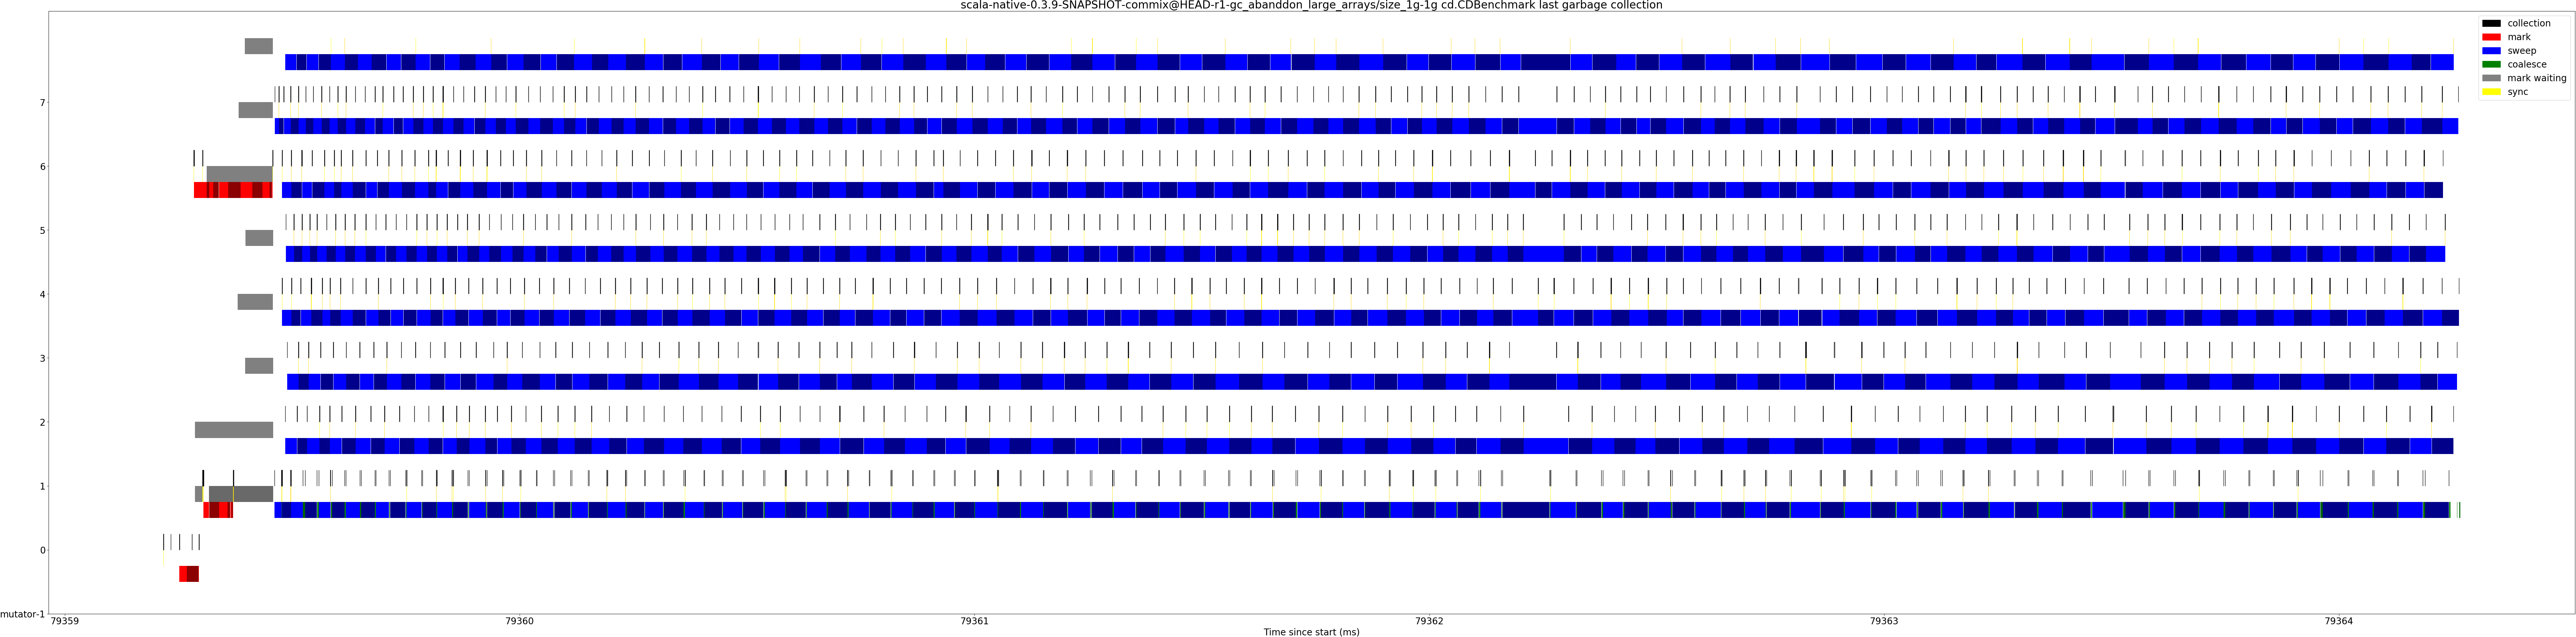 scala-native-0.3.9-SNAPSHOT-commix@HEAD-r1-gc_abanddon_large_arrays/size_1g-1g cd.CDBenchmark last garbage collection
collection
mark
sweep
coalesce
mark waiting
sync
7
6
5
4
3
2
1
0
mutator-1
79359 79360 79361 79362 79363 79364
Time since start (ms)